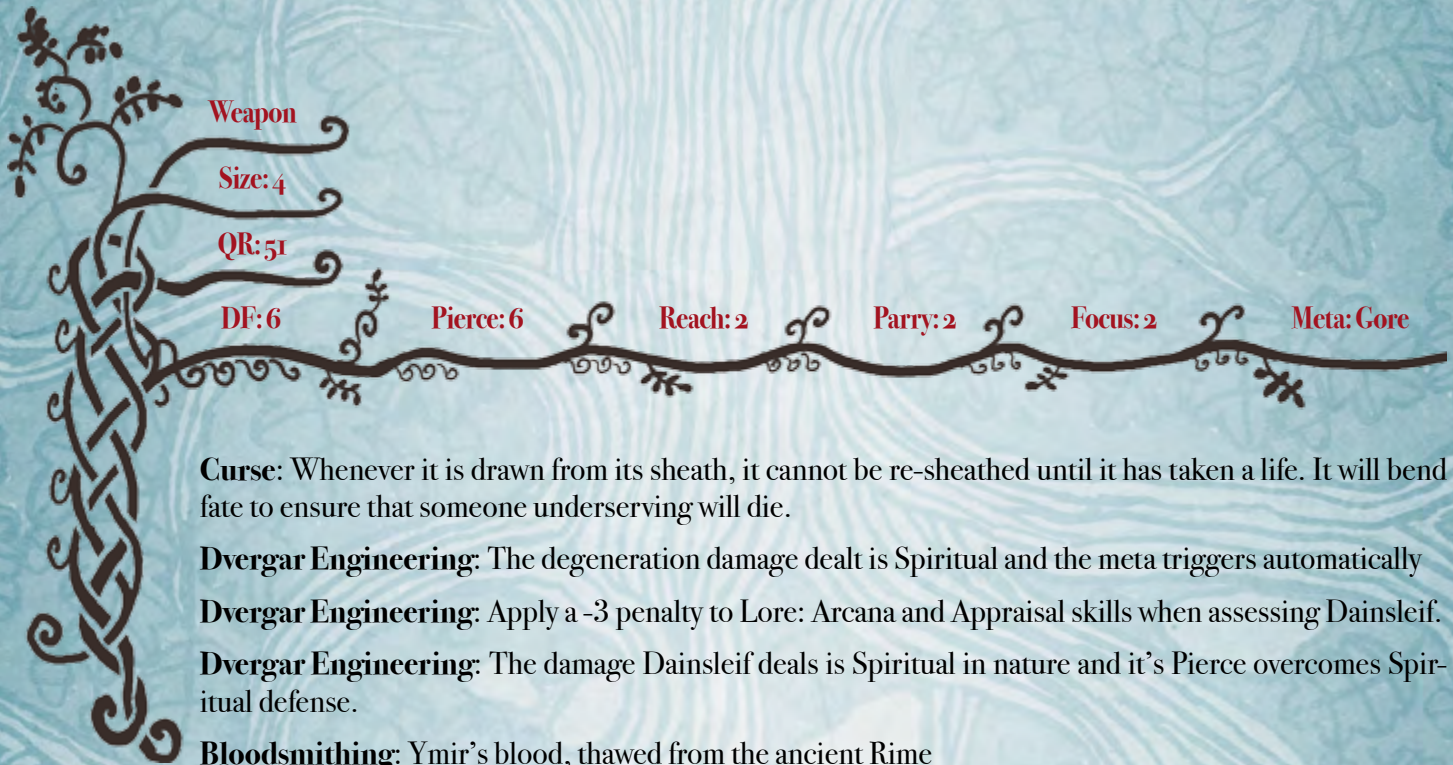 Weapon
Size: 4
QR: 51
DF: 6 Pierce: 6 Reach: 2 Parry: 2 Focus: 2 Meta: Gore
Curse: Whenever it is drawn from its sheath, it cannot be re-sheathed until it has taken a life. It will bend
fate to ensure that someone underserving will die.
Dvergar Engineering: The degeneration damage dealt is Spiritual and the meta triggers automatically
Dvergar Engineering: Apply a -3 penalty to Lore: Arcana and Appraisal skills when assessing Dainsleif.
Dvergar Engineering: The damage Dainsleif deals is Spiritual in nature and it's Pierce overcomes Spir-
itual defense.
Bloodsmithing: Ymir's blood, thawed from the ancient Rime